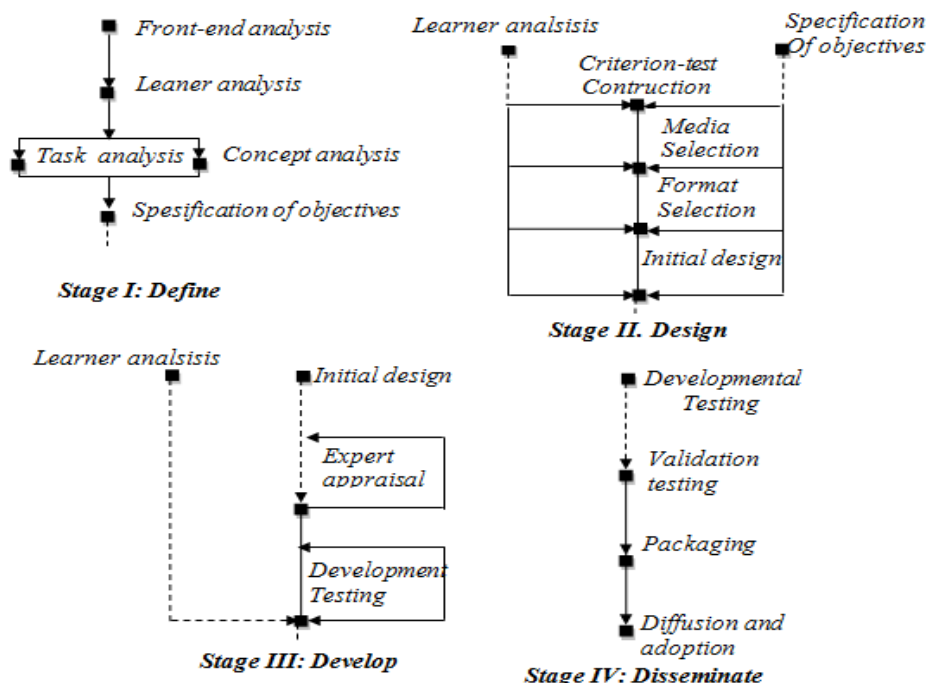 Front-end analysis
Leaner analysis
Task analysis
Concept analysis
Spesification of objectives
Stage I: Define
Learner analsisis
Specification
Of objectives
Criterion-test
Contruction
Media
Selection
Format
Selection
Initial design
Stage II. Design
Learner analsisis
Initial design
Expert
appraisal
Development
Testing
Stage III: Develop
Developmental
Testing
Validation
testing
Packaging
Diffusion and
adoption
Stage IV: Disseminate